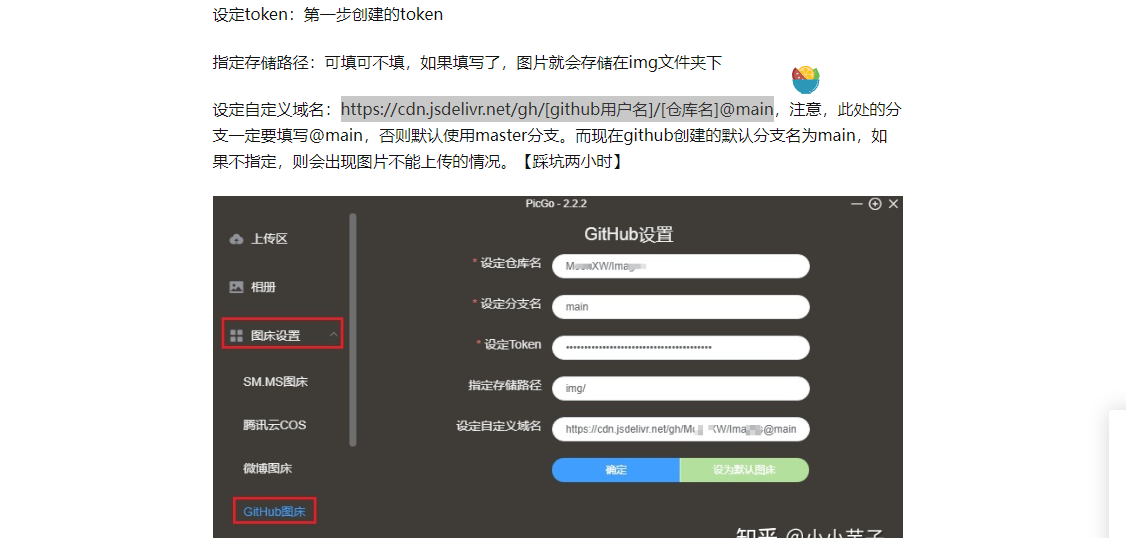 设定token：第一步创建的token
指定存储路径：可填可不填，如果填写了，图片就会存储在img文件夹下
设定自定义域名：https://cdn.jsdelivr.net/gh/[github用户名]/[仓库名]@main，注意，此处的分
支一定要填写@main，否则默认使用master分支。而现在github创建的默认分支名为main，如
果不指定，则会出现图片不能上传的情况。【踩坑两小时】
PicGo - 2.2.2
GitHub设置
上传区
相册
图床设置
SM.MS图床
腾讯云COS
微博图床
GitHub图床
* 设定仓库名
XW/Imag
* 设定分支名
main
* 设定Token
指定存储路径
img/
设定自定义域名
https://cdn.jsdelivr.net/gh/M XW/Ima @main
确定
设为默认图床
知乎 @小小芋子